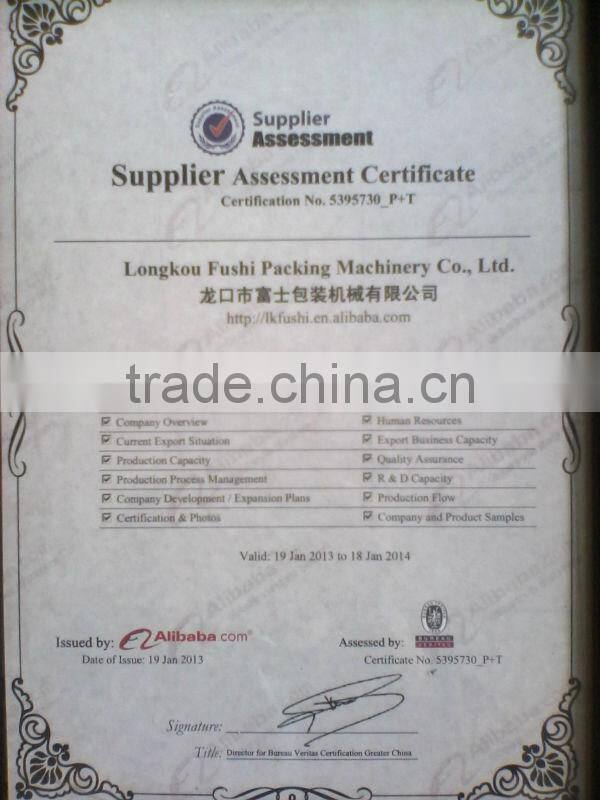 Supplier
Assessment
Supplier Assessment Certificate
Certification No. 5395730_P+T
Longkou Fushi Packing Machinery Co., Ltd.
龙口市富士包装机械有限公司
http://lkfushi.en.alibaba.com
trade.china.cn
Company Overview
Human Resources
Current Export Situation
Export Business Capacity
Production Capacity
Quality Assurance
Production Process Management
R & D Capacity
Company Development / Expansion Plans
Production Flow
Certification & Photos
Company and Product Samples
Valid: 19 Jan 2013 to 18 Jan 2014
Issued by: Alibaba.com®
Assessed by: BUREAU VERITAS
Date of Issue: 19 Jan 2013
Certificate No. 5395730_P+T
Signature:
Title: Director for Bureau Veritas Certification Greater China